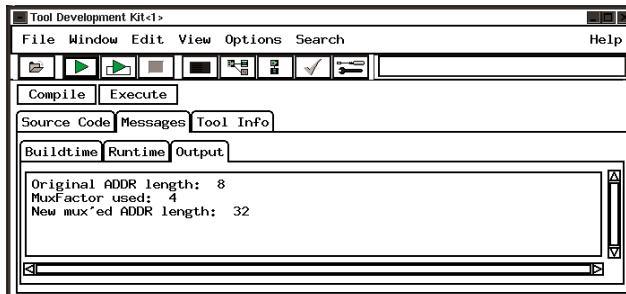 Tool Development Kit<1>
File Window Edit View Options Search Help
Compile Execute
Source Code Messages Tool Info
Buildtime Runtime Output
Original ADDR length: 8
MuxFactor used: 4
New mux'ed ADDR length: 32